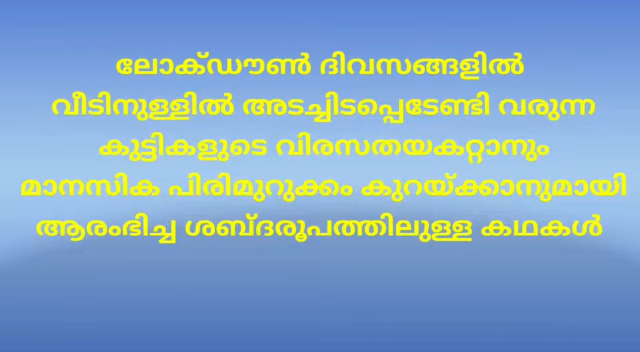 ലോക്ഡൗൺ ദിവസങ്ങളിൽ
വീടിനുള്ളിൽ അടച്ചിടപ്പെടേണ്ടി വരുന്ന
കുട്ടികളുടെ വിരസതയകറ്റാനും
മാനസിക പിരിമുറുക്കം കുറയ്ക്കാനുമായി
ആരംഭിച്ച ശബ്ദരൂപത്തിലുള്ള കഥകൾ